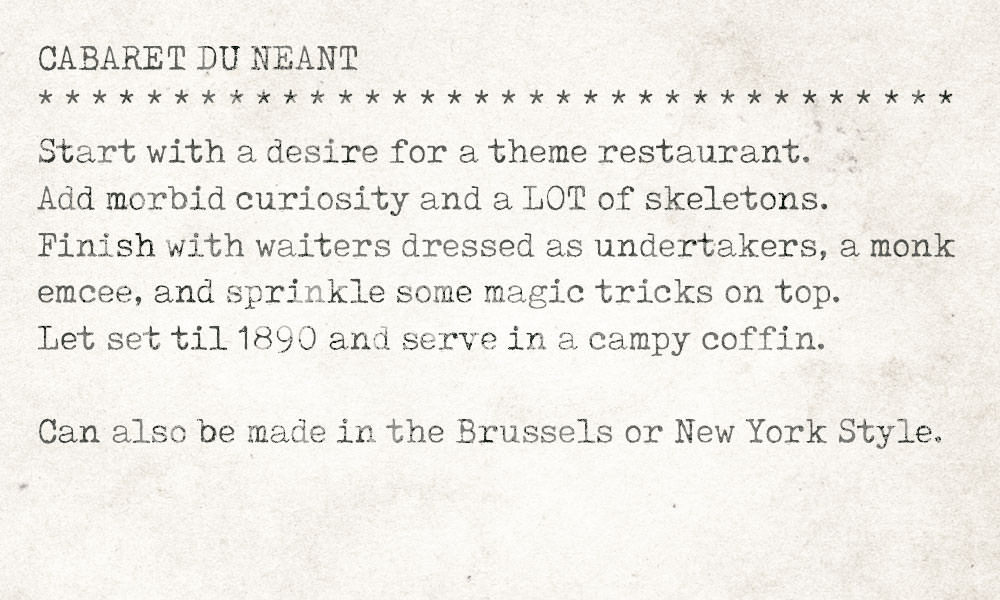 CABARET DU NEANT
* * * * * * * * * * * * * * * * * * * * * * * * * * * * * * * * * *
Start with a desire for a theme restaurant.
Add morbid curiosity and a LOT of skeletons.
Finish with waiters dressed as undertakers, a monk
emcee, and sprinkle some magic tricks on top.
Let set til 1890 and serve in a campy coffin.
Can also be made in the Brussels or New York Style.